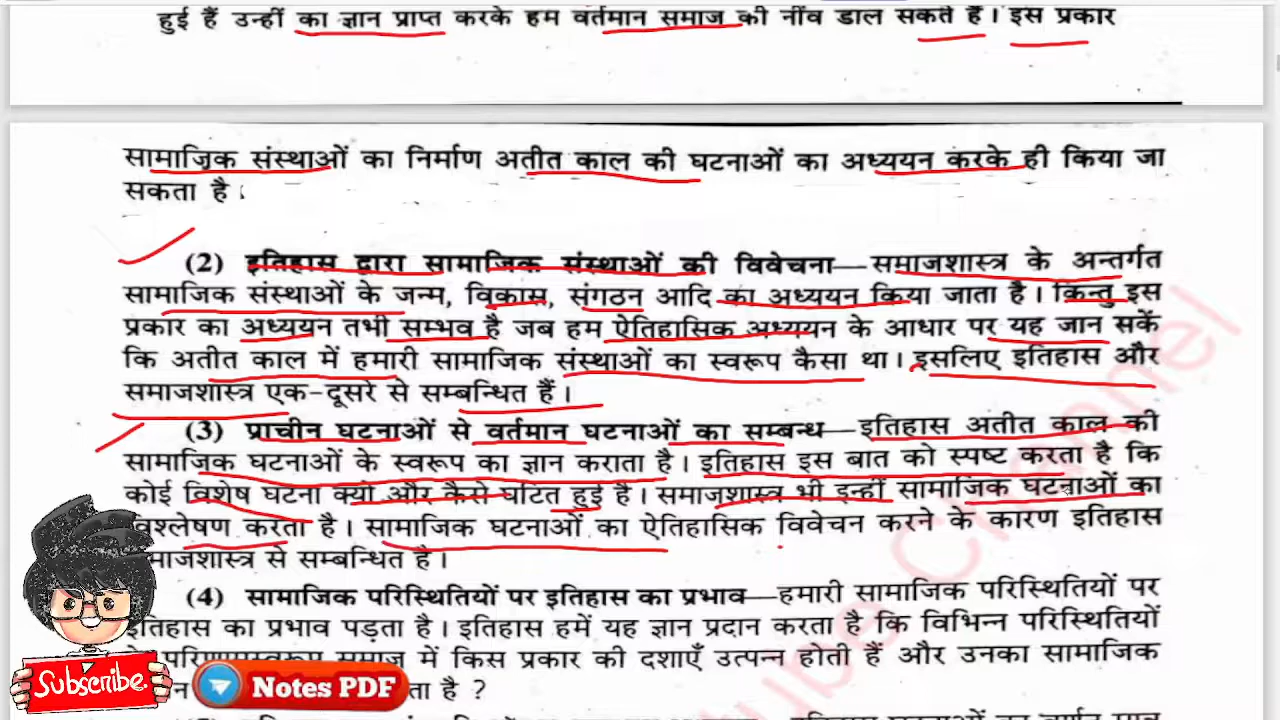 हुई हैं उन्हीं का ज्ञान प्राप्त करके हम वर्तमान समाज की नींव डाल सकते हैं। इस प्रकार
सामाजिक संस्थाओं का निर्माण अतीत काल की घटनाओं का अध्ययन करके ही किया जा
सकता है।
(2) इतिहास द्वारा सामाजिक संस्थाओं की विवेचना—समाजशास्त्र के अन्तर्गत
सामाजिक संस्थाओं के जन्म, विकास, संगठन आदि का अध्ययन किया जाता है। किन्तु इस
प्रकार का अध्ययन तभी सम्भव है जब हम ऐतिहासिक अध्ययन के आधार पर यह जान सकें
कि अतीत काल में हमारी सामाजिक संस्थाओं का स्वरूप कैसा था। इसलिए इतिहास और
समाजशास्त्र एक-दूसरे से सम्बन्धित हैं।
(3) प्राचीन घटनाओं से वर्तमान घटनाओं का सम्बन्ध—इतिहास अतीत काल की
सामाजिक घटनाओं के स्वरूप का ज्ञान कराता है। इतिहास इस बात को स्पष्ट करता है कि
कोई विशेष घटना क्यों और कैसे घटित हुई है। समाजशास्त्र भी इन्हीं सामाजिक घटनाओं का
विश्लेषण करता है। सामाजिक घटनाओं का ऐतिहासिक विवेचन करने के कारण इतिहास
माजशास्त्र से सम्बन्धित है।
(4) सामाजिक परिस्थितियों पर इतिहास का प्रभाव—हमारी सामाजिक परिस्थितियों पर
इतिहास का प्रभाव पड़ता है। इतिहास हमें यह ज्ञान प्रदान करता है कि विभिन्न परिस्थितियों
परिणामस्वरूप समाज में किस प्रकार की दशाएँ उत्पन्न होती हैं और उनका सामाजिक
न ता है ?
Subscribe.
Notes PDF
ube Channel